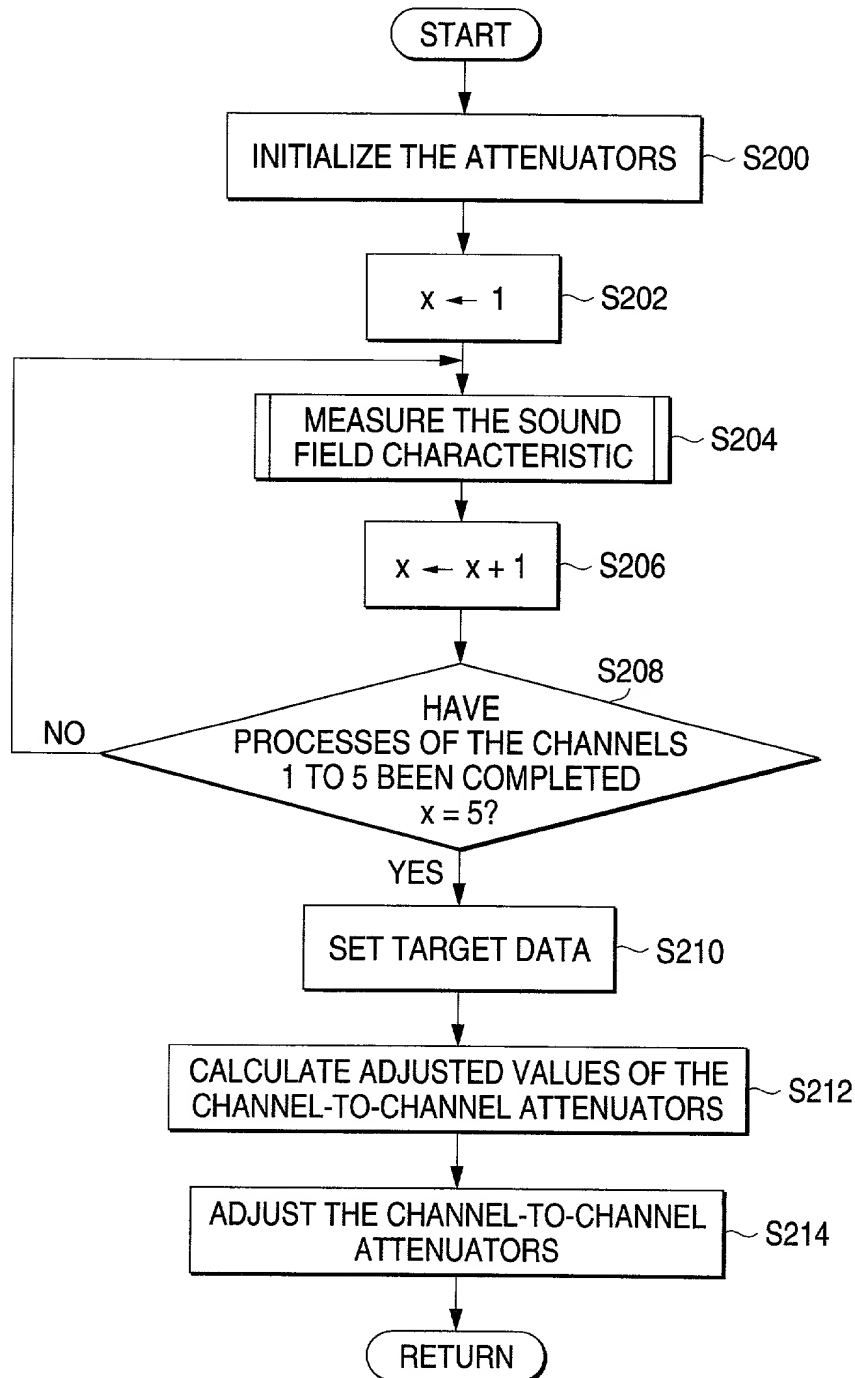 START
INITIALIZE THE ATTENUATORS
S200
x ← 1
S202
MEASURE THE SOUND
FIELD CHARACTERISTIC
S204
x ← x + 1
S206
S208
HAVE
PROCESSES OF THE CHANNELS
1 TO 5 BEEN COMPLETED
x = 5?
NO
YES
SET TARGET DATA
S210
CALCULATE ADJUSTED VALUES OF THE
CHANNEL-TO-CHANNEL ATTENUATORS
S212
ADJUST THE CHANNEL-TO-CHANNEL
ATTENUATORS
S214
RETURN